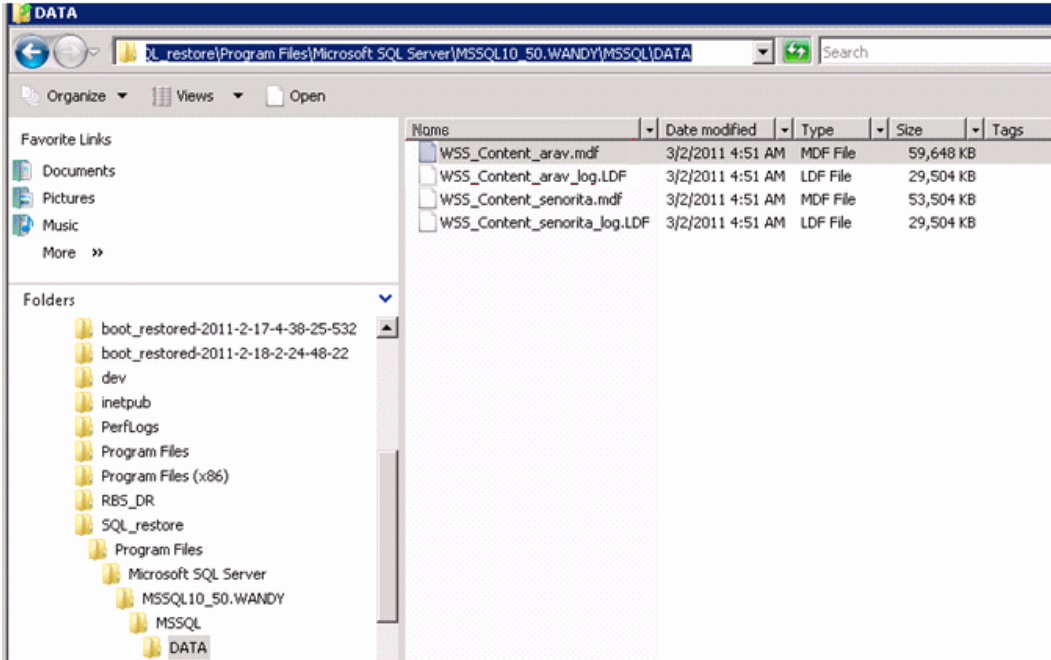 DATA
QL_restore\Program Files\Microsoft SQL Server\MSSQL10_50.WANDY\MSSQL\DATA
Search
Organize Views Open
Favorite Links
Documents
Pictures
Music
More »
Folders
boot_restored-2011-2-17-4-38-25-532
boot_restored-2011-2-18-2-24-48-22
dev
inetpub
PerfLogs
Program Files
Program Files (x86)
RBS_DR
SQL_restore
Program Files
Microsoft SQL Server
MSSQL10_50.WANDY
MSSQL
DATA
Name Date modified Type Size Tags
WSS_Content_arav.mdf 3/2/2011 4:51 AM MDF File 59,648 KB
WSS_Content_arav_log.LDF 3/2/2011 4:51 AM LDF File 29,504 KB
WSS_Content_senorita.mdf 3/2/2011 4:51 AM MDF File 53,504 KB
WSS_Content_senorita_log.LDF 3/2/2011 4:51 AM LDF File 29,504 KB